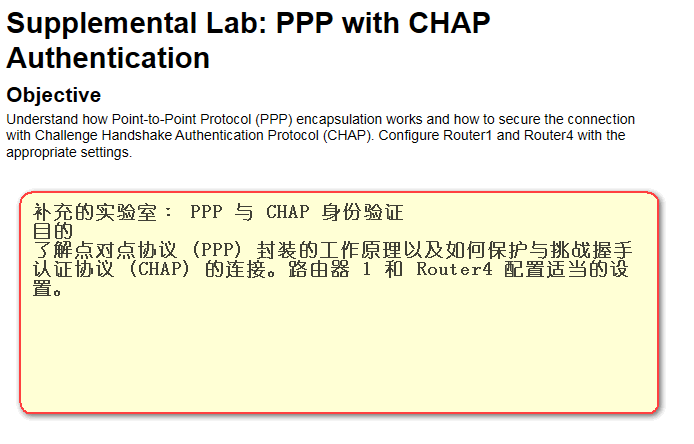 Supplemental Lab: PPP with CHAP
Authentication
Objective
Understand how Point-to-Point Protocol (PPP) encapsulation works and how to secure the connection
with Challenge Handshake Authentication Protocol (CHAP). Configure Router1 and Router4 with the
appropriate settings.
补充的实验室： PPP 与 CHAP 身份验证
目的
了解点对点协议 (PPP) 封装的工作原理以及如何保护与挑战握手
认证协议 (CHAP) 的连接。路由器 1 和 Router4 配置适当的设
置。